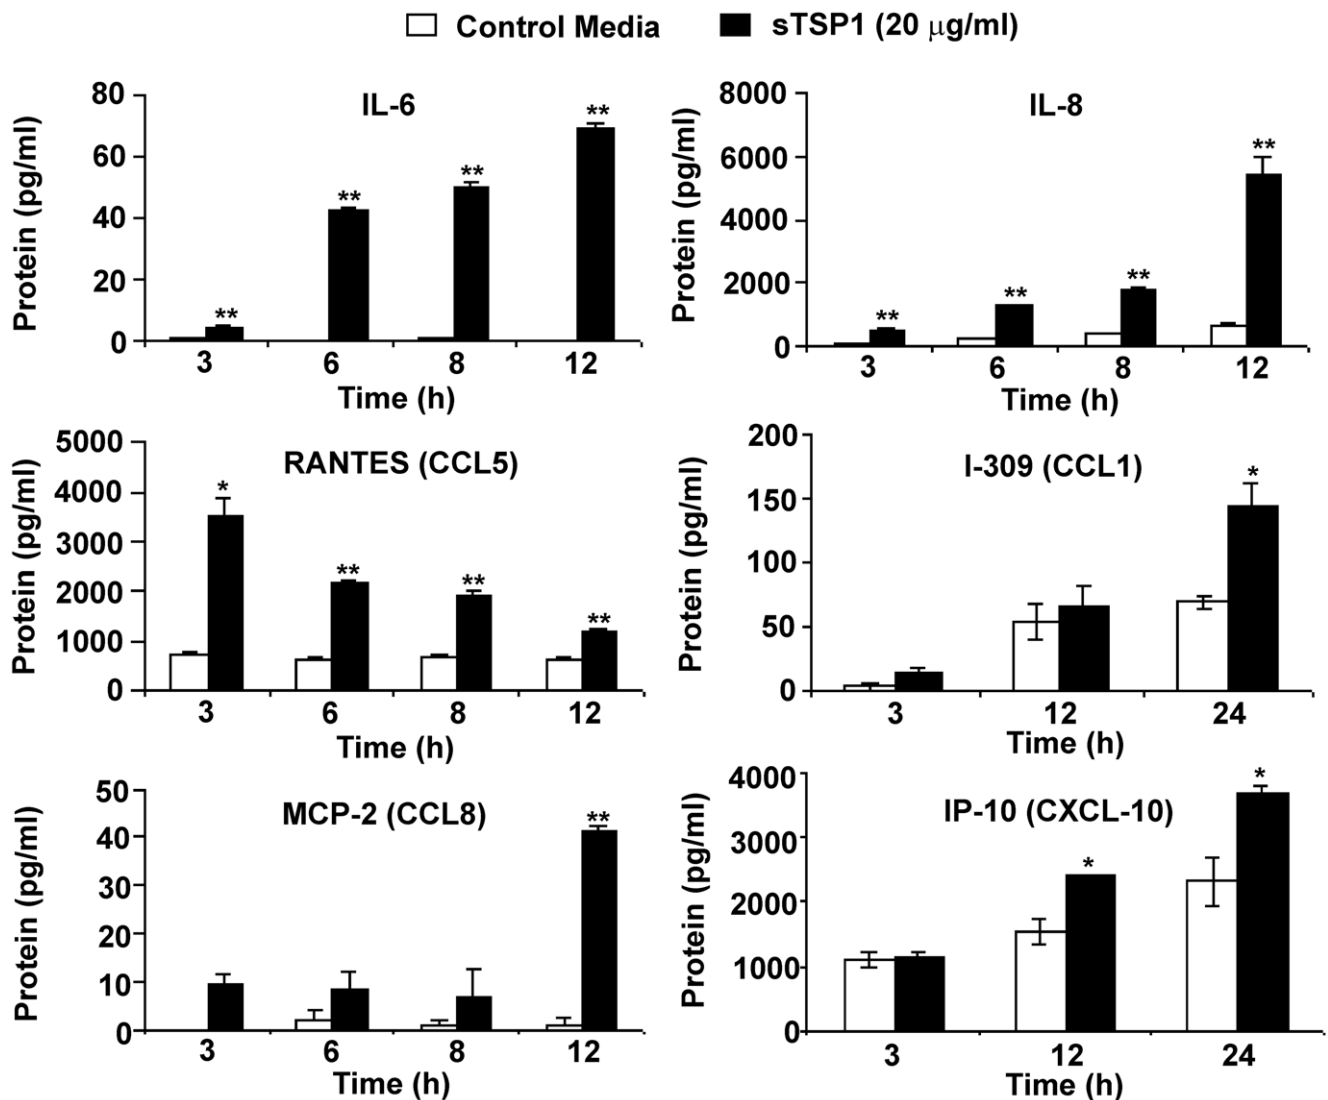 Control Media sTSP1 (20 μg/ml)
IL-6
Protein (pg/ml)
80
60
40
20
0
** ** ** **
3 6 8 12
Time (h)
IL-8
Protein (pg/ml)
8000
6000
4000
2000
0
** ** ** **
3 6 8 12
Time (h)
RANTES (CCL5)
Protein (pg/ml)
5000
4000
3000
2000
1000
0
* ** ** **
3 6 8 12
Time (h)
I-309 (CCL1)
Protein (pg/ml)
200
150
100
50
0
*
3 12 24
Time (h)
MCP-2 (CCL8)
Protein (pg/ml)
50
40
30
20
10
0
**
3 6 8 12
Time (h)
IP-10 (CXCL-10)
Protein (pg/ml)
4000
3000
2000
1000
0
* *
3 12 24
Time (h)